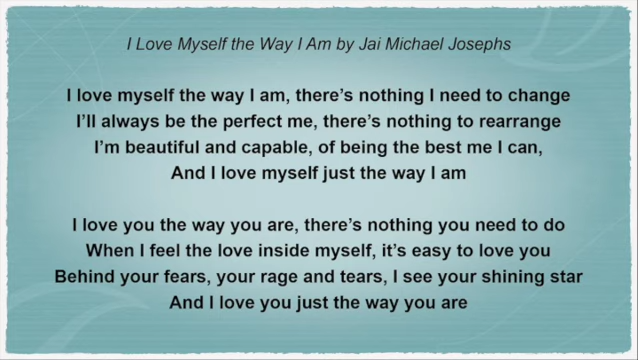 I Love Myself the Way I Am by Jai Michael Josephs
I love myself the way I am, there's nothing I need to change
I'll always be the perfect me, there's nothing to rearrange
I'm beautiful and capable, of being the best me I can,
And I love myself just the way I am
I love you the way you are, there's nothing you need to do
When I feel the love inside myself, it's easy to love you
Behind your fears, your rage and tears, I see your shining star
And I love you just the way you are